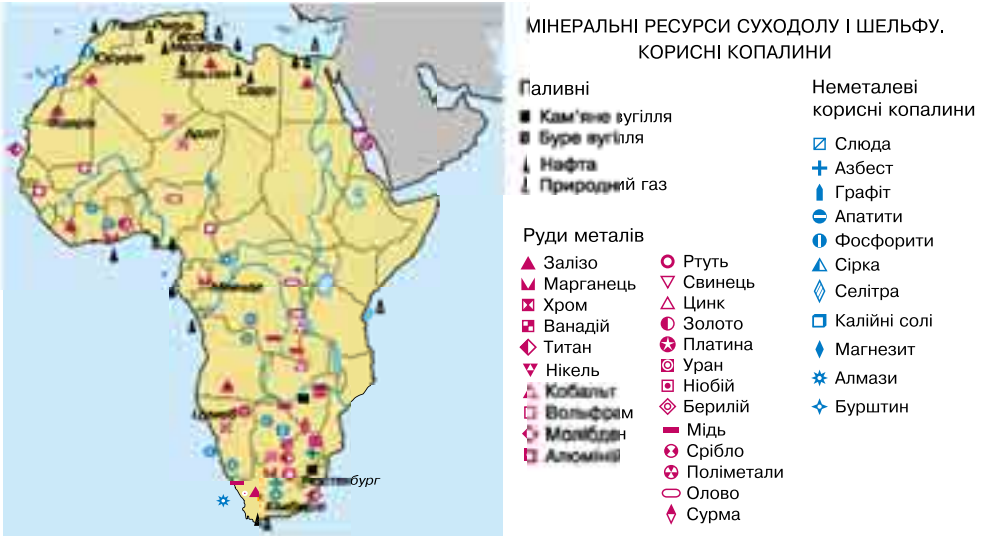 МІНЕРАЛЬНІ РЕСУРСИ СУХОДОЛУ І ШЕЛЬФУ.
КОРИСНІ КОПАЛИНИ
Паливні
Кам'яне вугілля
Буре вугілля
Нафта
Природний газ
Руди металів
Залізо
Марганець
Хром
Ванадій
Титан
Нікель
Кобальт
Вольфрам
Молібден
Алюміній
Ртуть
Свинець
Цинк
Золото
Платина
Уран
Ніобій
Берилій
Мідь
Срібло
Поліметали
Олово
Сурма
Неметалеві
корисні копалини
Слюда
Азбест
Графіт
Апатити
Фосфорити
Сірка
Селітра
Калійні солі
Магнезит
Алмази
Бурштин
Арліт
Цумеб